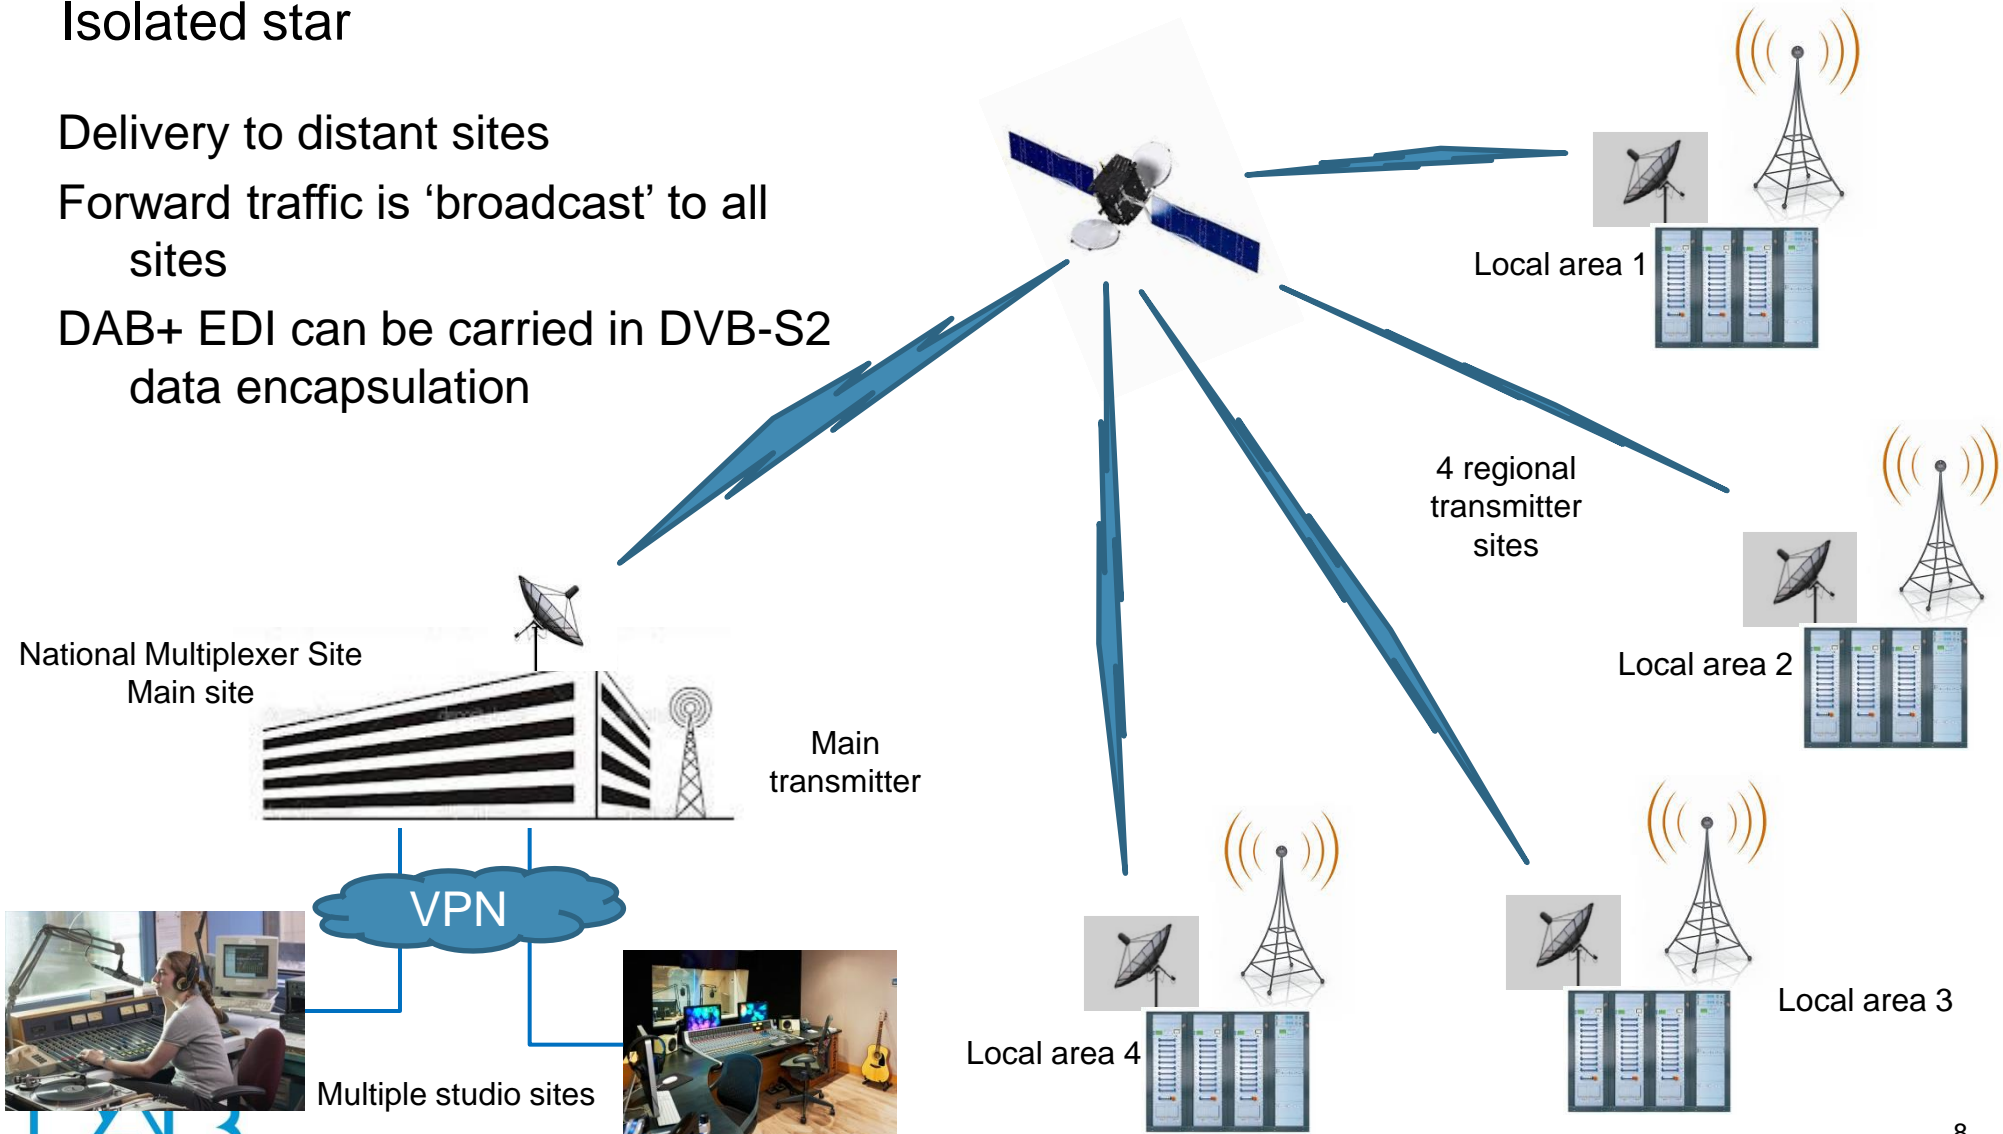 Isolated star
Delivery to distant sites
Forward traffic is ‘broadcast’ to all
sites
DAB+ EDI can be carried in DVB-S2
data encapsulation
Local area 1
4 regional
transmitter
sites
Local area 2
National Multiplexer Site
Main site
Main
transmitter
VPN
Local area 3
Local area 4
Multiple studio sites
8